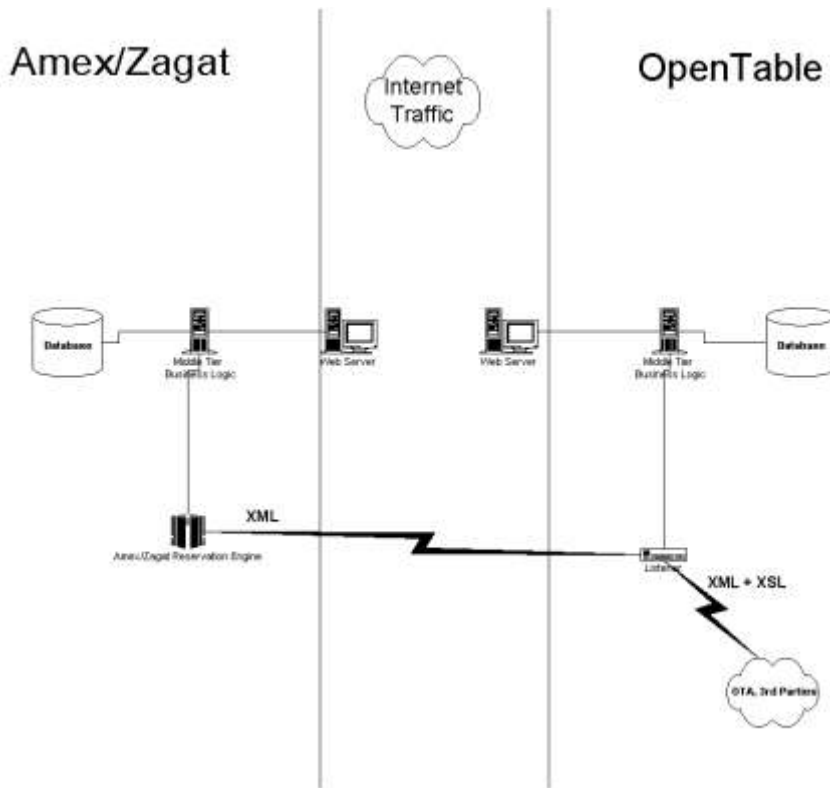 Amex/Zagat
Internet
Traffic
OpenTable
Database
Middle Tier
Business Logic
Web Server
Web Server
Middle Tier
Business Logic
Database
XML
Amex/Zagat Reservation Engine
Listener
XML + XSL
OTA, 3rd Parties